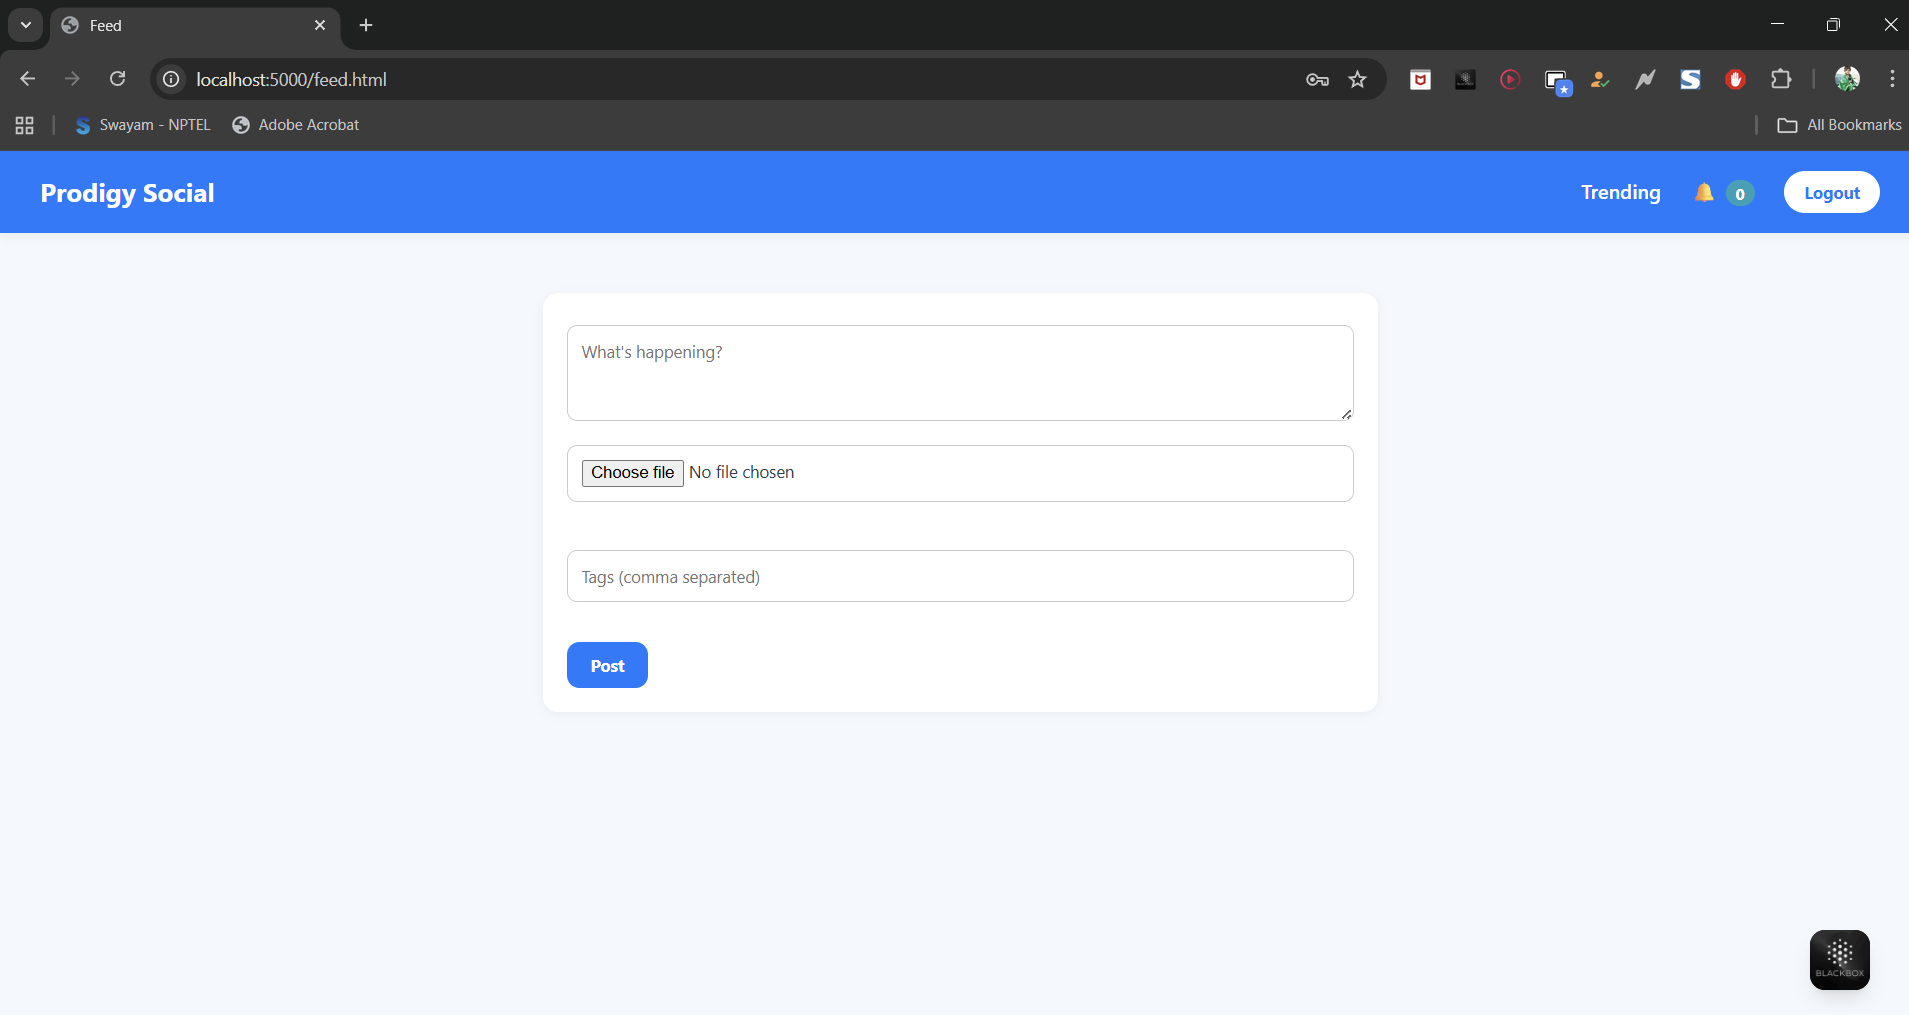 Feed
localhost:5000/feed.html
Swayam - NPTEL
Adobe Acrobat
All Bookmarks
Prodigy Social
Trending
0
Logout
What's happening?
Choose file No file chosen
Tags (comma separated)
Post
BLACKBOX